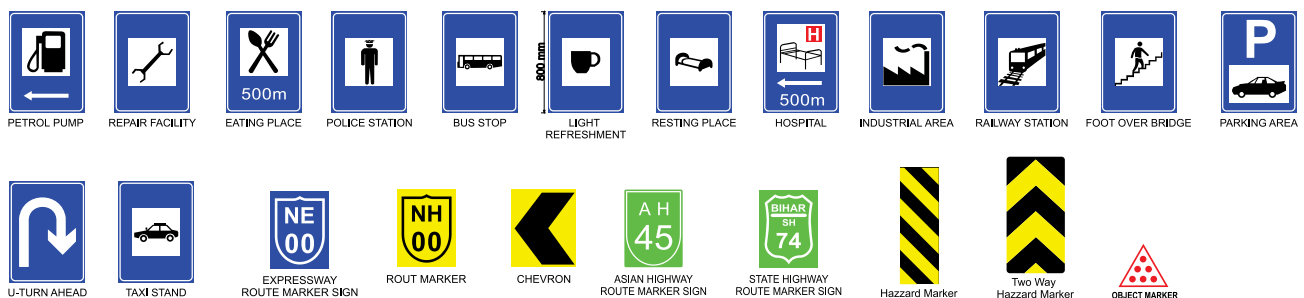 500m
800 mm
H
500m
P
PETROL PUMP
REPAIR FACILITY
EATING PLACE
POLICE STATION
BUS STOP
LIGHT
REFRESHMENT
RESTING PLACE
HOSPITAL
INDUSTRIAL AREA
RAILWAY STATION
FOOT OVER BRIDGE
PARKING AREA
NE
00
NH
00
A H
45
BIHAR
SH
74
U-TURN AHEAD
TAXI STAND
EXPRESSWAY
ROUTE MARKER SIGN
ROUT MARKER
CHEVRON
ASIAN HIGHWAY
ROUTE MARKER SIGN
STATE HIGHWAY
ROUTE MARKER SIGN
Hazzard Marker
Two Way
Hazzard Marker
OBJECT MARKER